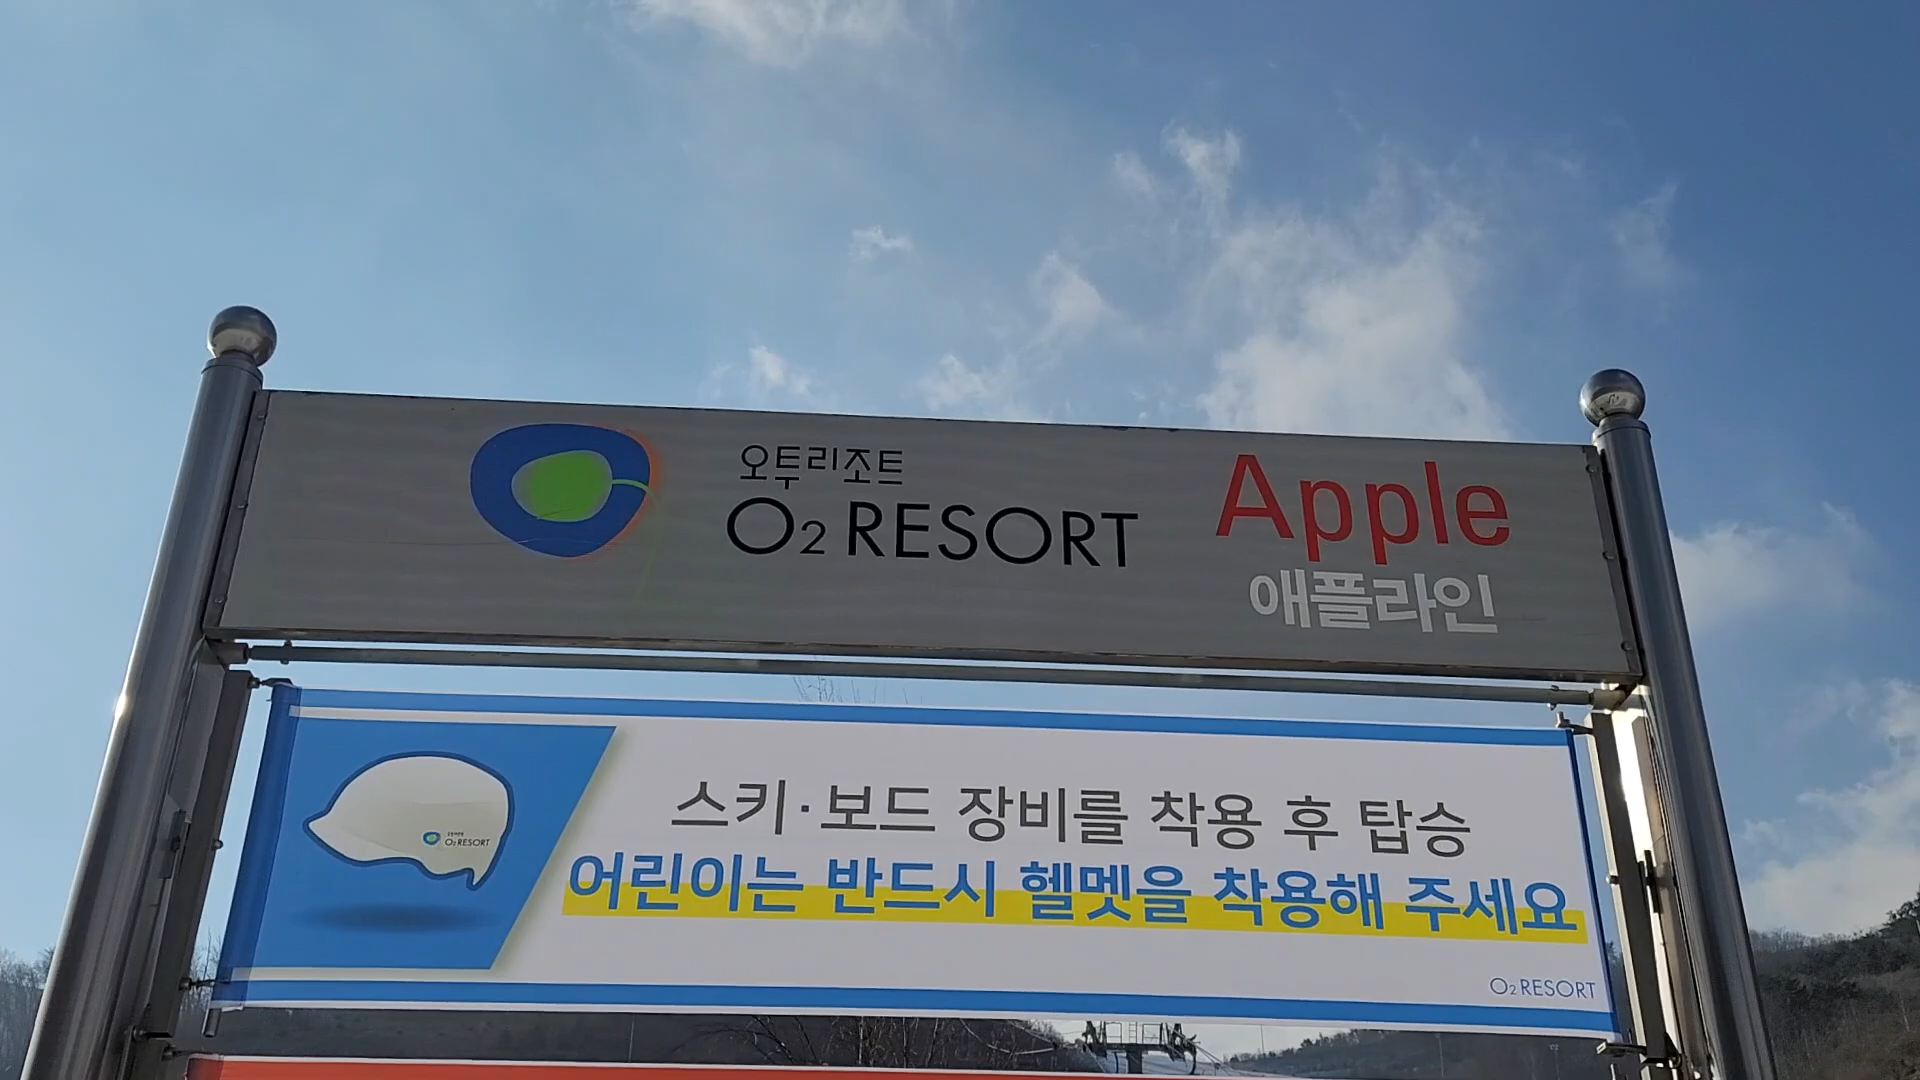 오투리조트
O2 RESORT
Apple
애플라인
스키·보드 장비를 착용 후 탑승
어린이는 반드시 헬멧을 착용해 주세요
O2 RESORT
O2 RESORT